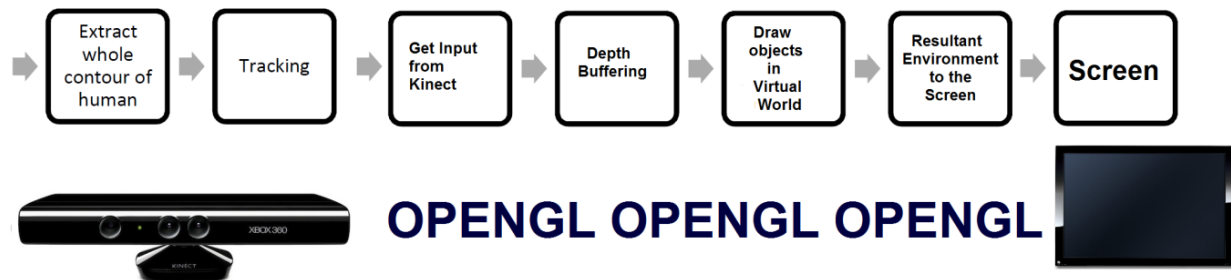 Extract
whole
contour of
human
Tracking
Get Input
from
Kinect
Depth
Buffering
Draw
objects
in
Virtual
World
Resultant
Environment
to the
Screen
Screen
XBOX 360
KINECT
OPENGL OPENGL OPENGL